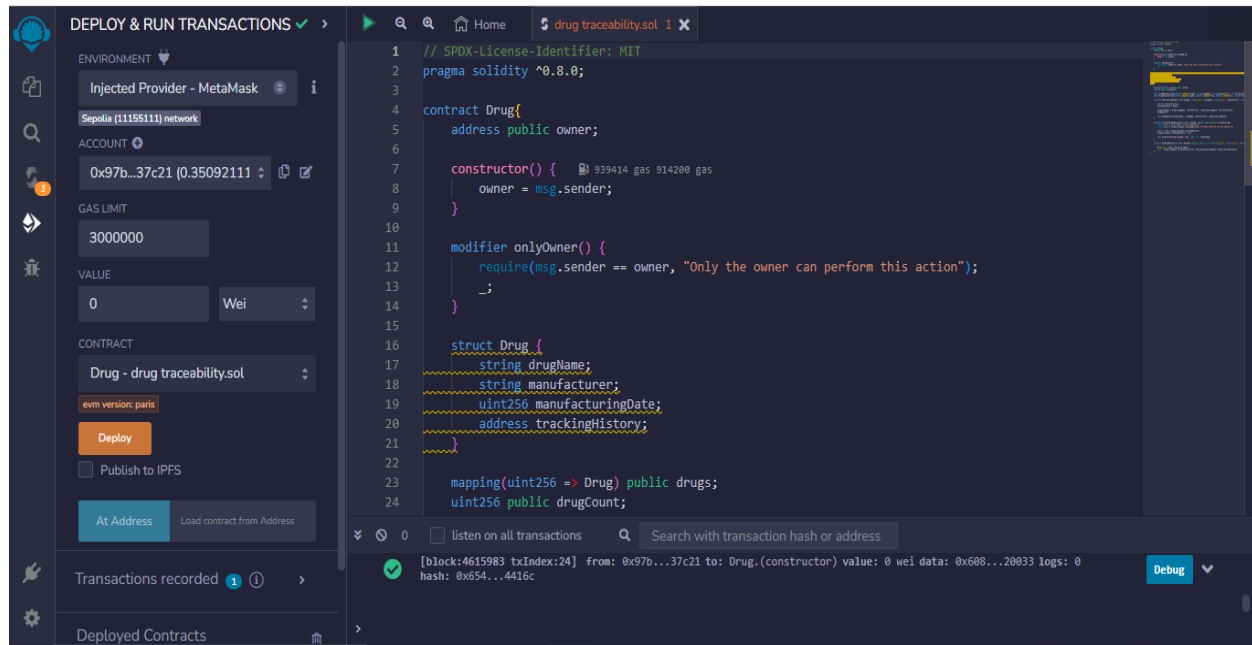 DEPLOY & RUN TRANSACTIONS
ENVIRONMENT
Injected Provider - MetaMask
Sepolia (11155111) network
ACCOUNT
0x97b...37c21 (0.35092111
GAS LIMIT
3000000
VALUE
0 Wei
CONTRACT
Drug - drug traceability.sol
evm version: paris
Deploy
Publish to IPFS
At Address Load contract from Address
Transactions recorded 1 i
Deployed Contracts
1
Home drug traceability.sol 1
1 // SPDX-License-Identifier: MIT
2 pragma solidity ^0.8.0;
3
4 contract Drug{
5 address public owner;
6
7 constructor() { 939414 gas 914200 gas
8 owner = msg.sender;
9 }
10
11 modifier onlyOwner() {
12 require(msg.sender == owner, "Only the owner can perform this action");
13 _;
14 }
15
16 struct Drug {
17 string drugName;
18 string manufacturer;
19 uint256 manufacturingDate;
20 address trackingHistory;
21 }
22
23 mapping(uint256 => Drug) public drugs;
24 uint256 public drugCount;
0 listen on all transactions Search with transaction hash or address
[block:4615983 txIndex:24] from: 0x97b...37c21 to: Drug.(constructor) value: 0 wei data: 0x608...20033 logs: 0
hash: 0x654...4416c
Debug
>